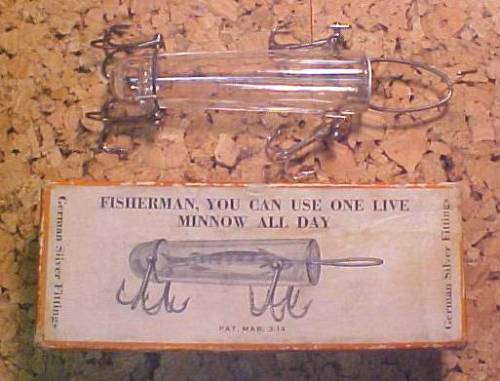 FISHERMAN, YOU CAN USE ONE LIVE
MINNOW ALL DAY
German Silver Fittings
German Silver Fittings
PAT. MAR. 3-14